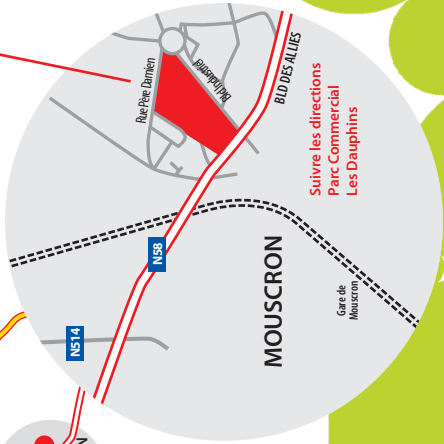 Rue Père Damien
Bld Industriel
BLD DES ALLIES
Suivre les directions
Parc Commercial
Les Dauphins
N58
MOUSCRON
Gare de
Mouscron
N514
N